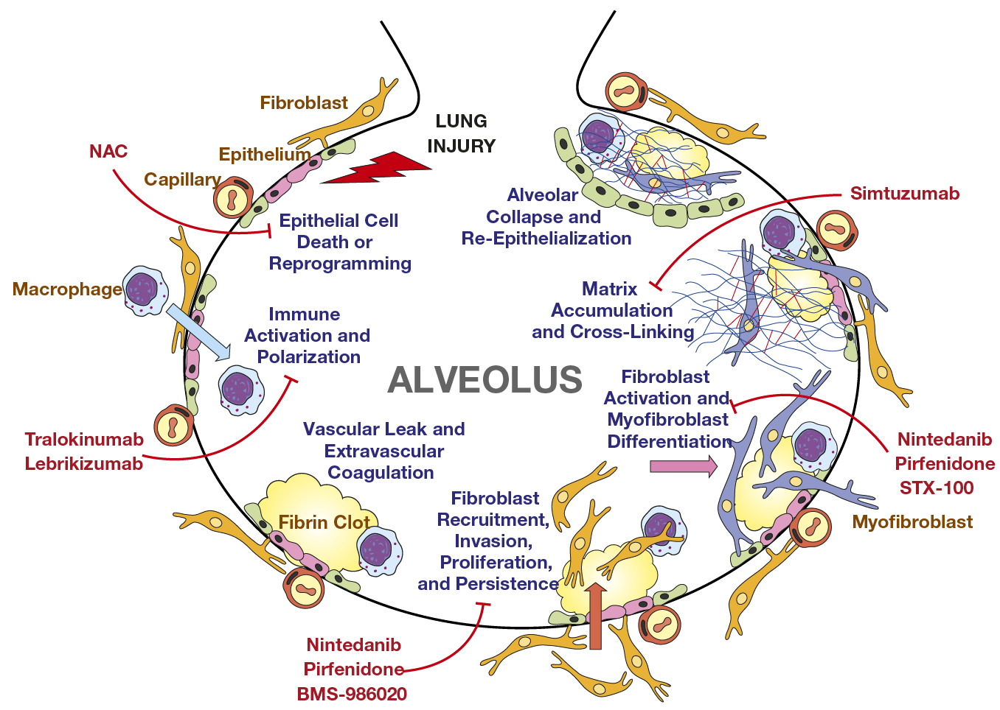 LUNG
INJURY
Fibroblast
NAC
Epithelium
Capillary
Epithelial Cell
Death or
Reprogramming
Macrophage
Immune
Activation and
Polarization
ALVEOLUS
Tralokinumab
Lebrikizumab
Vascular Leak and
Extravascular
Coagulation
Fibrin Clot
Fibroblast
Recruitment,
Invasion,
Proliferation,
and Persistence
Nintedanib
Pirfenidone
BMS-986020
Fibroblast
Activation and
Myofibroblast
Differentiation
Nintedanib
Pirfenidone
STX-100
Myofibroblast
Matrix
Accumulation
and Cross-Linking
Simtuzumab
Alveolar
Collapse and
Re-Epithelialization